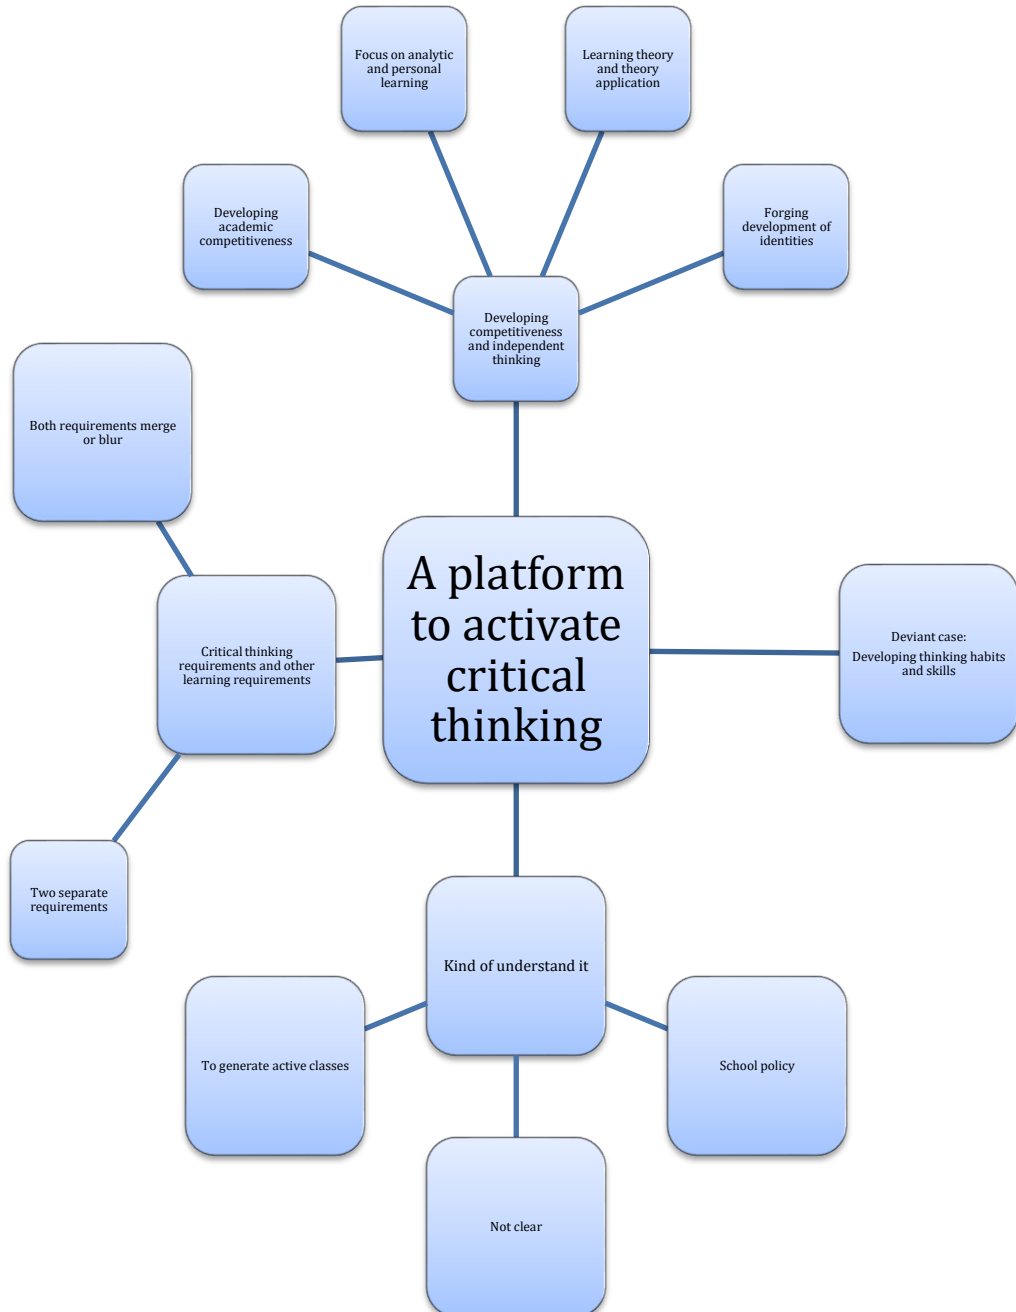 Focus on analytic
and personal
learning
Learning theory
and theory
application
Developing
academic
competitiveness
Forging
development of
identities
Developing
competitiveness
and independent
thinking
Both requirements merge
or blur
A platform
to activate
critical
thinking
Critical thinking
requirements and other
learning requirements
Deviant case:
Developing thinking habits
and skills
Two separate
requirements
Kind of understand it
To generate active classes
School policy
Not clear